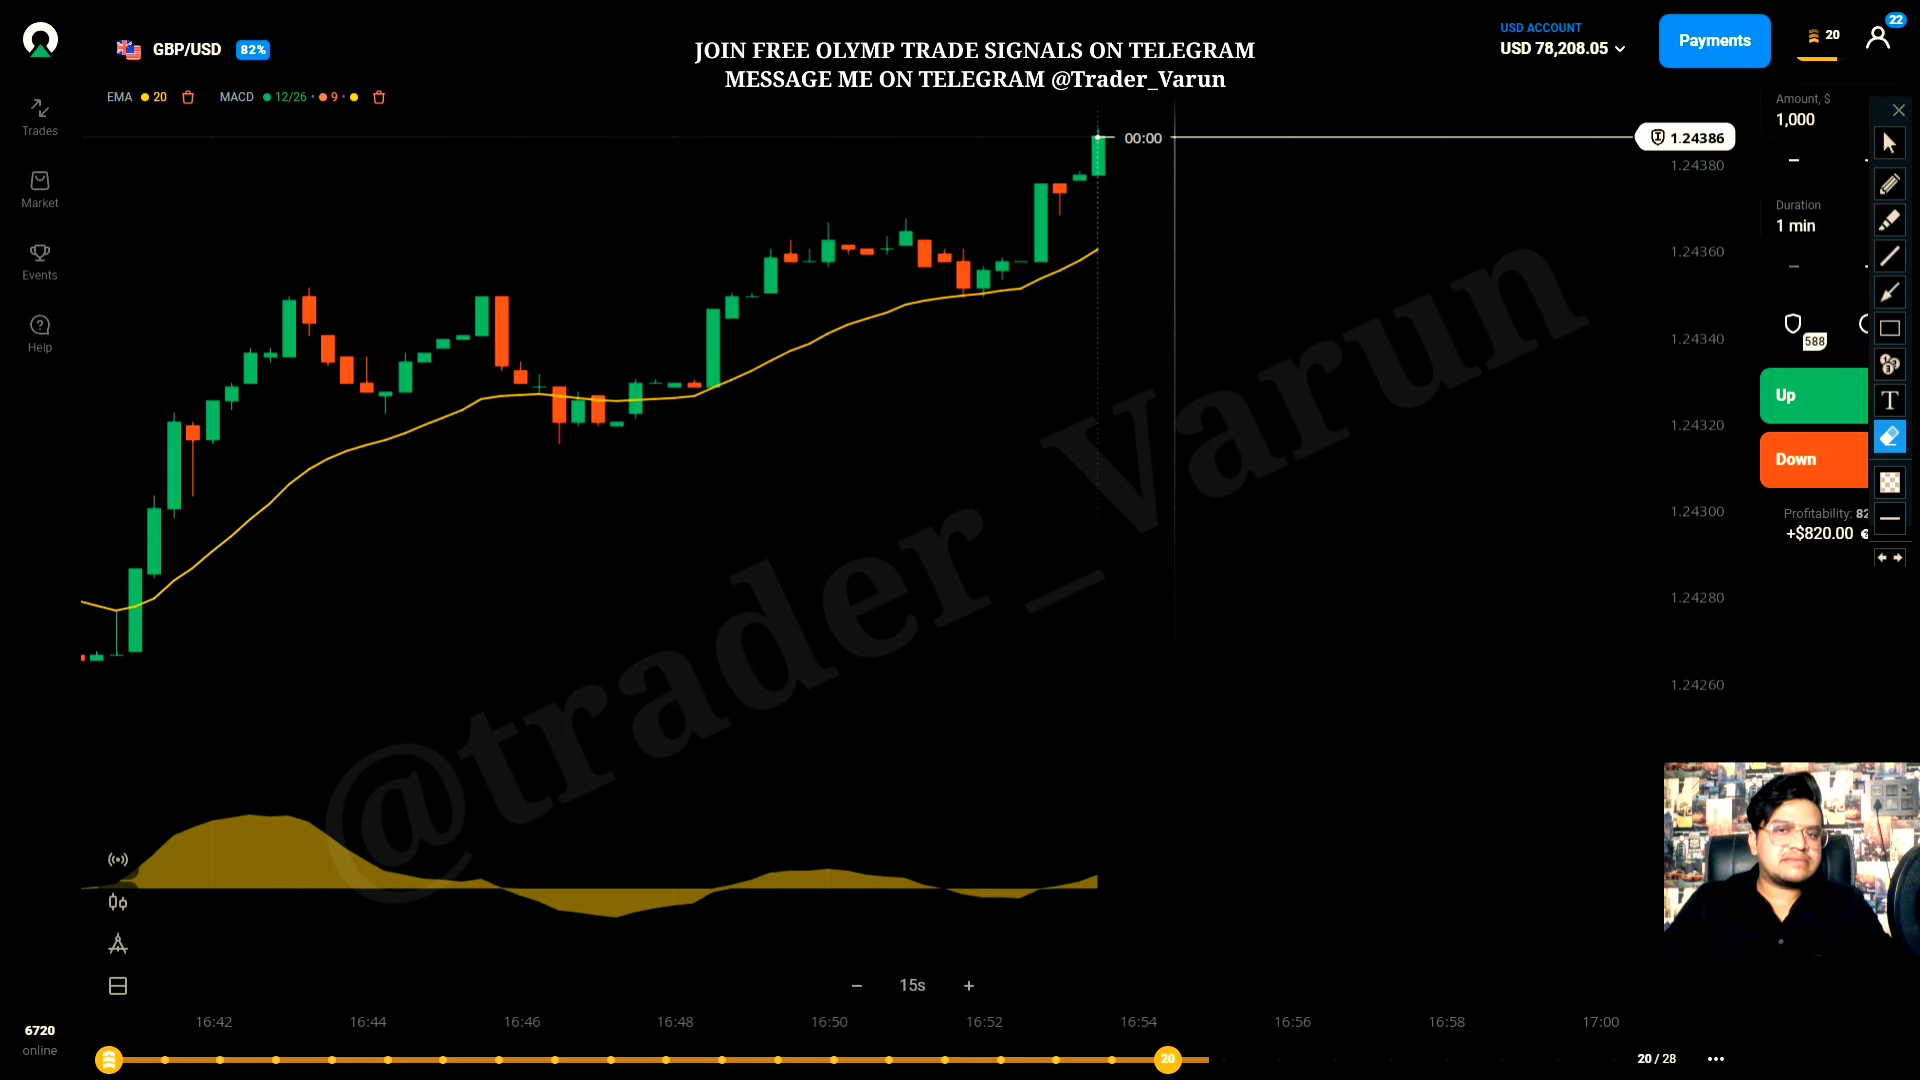 GBP/USD 82%
JOIN FREE OLYMP TRADE SIGNALS ON TELEGRAM
MESSAGE ME ON TELEGRAM @Trader_Varun
USD ACCOUNT
USD 78,208.05
Payments
20
22
EMA 20 MACD 12/26 · 9 ·
Trades
Market
Events
Help
00:00
1.24386
1.24380
1.24360
1.24340
1.24320
1.24300
1.24280
1.24260
Amount, $
1,000
Duration
1 min
588
Up
Down
Profitability: 82
+$820.00
T
@trader_Varun
15s
16:42 16:44 16:46 16:48 16:50 16:52 16:54 16:56 16:58 17:00
6720
online
20
20 / 28